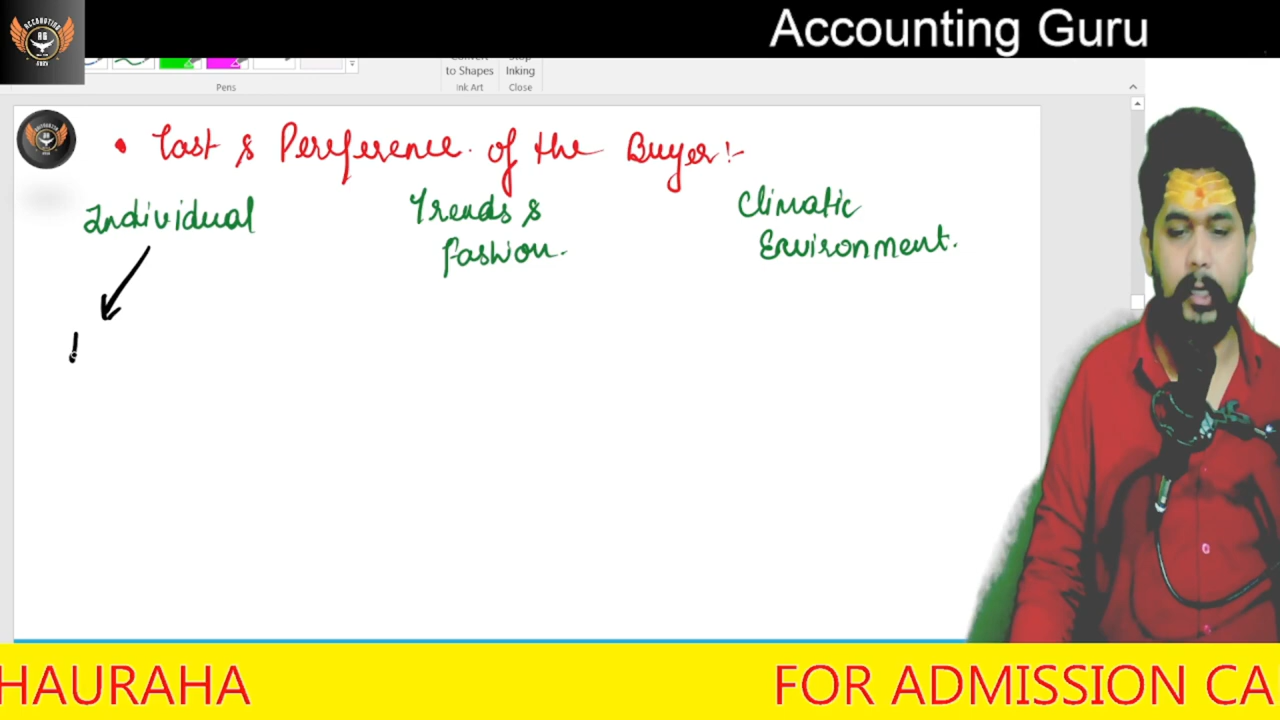 Accounting Guru
to Shapes
Inking
Pens
Ink Art
Close
• Tast & Pereference. of the Buyer:-
Individual
Trends &
fashion.
Climatic
Environment.
HAURAHA
FOR ADMISSION CA